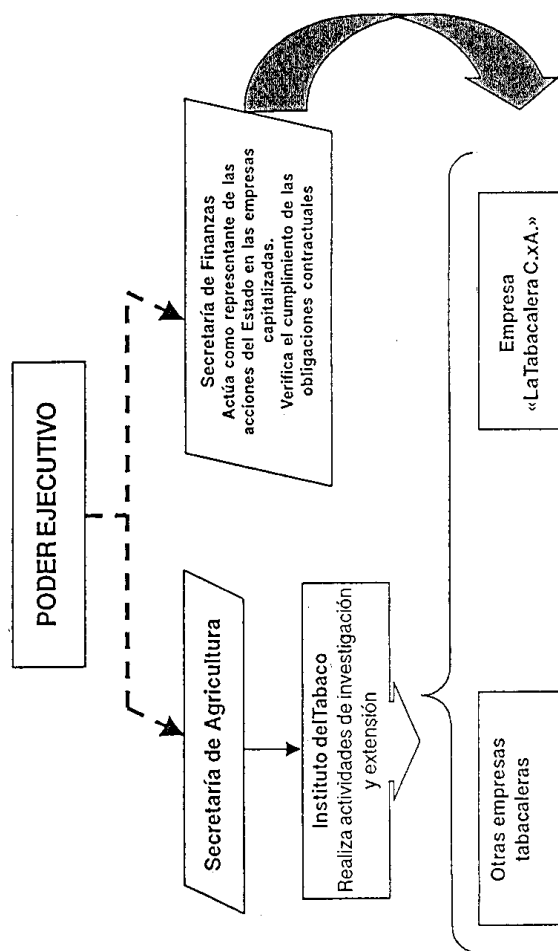 PODER EJECUTIVO
Secretaría de Agricultura
Instituto del Tabaco
Realiza actividades de investigación
y extensión
Secretaría de Finanzas
Actúa como representante de las
acciones del Estado en las empresas
capitalizadas.
Verifica el cumplimiento de las
obligaciones contractuales
Otras empresas
tabacaleras
Empresa
«La Tabacalera C.xA.»